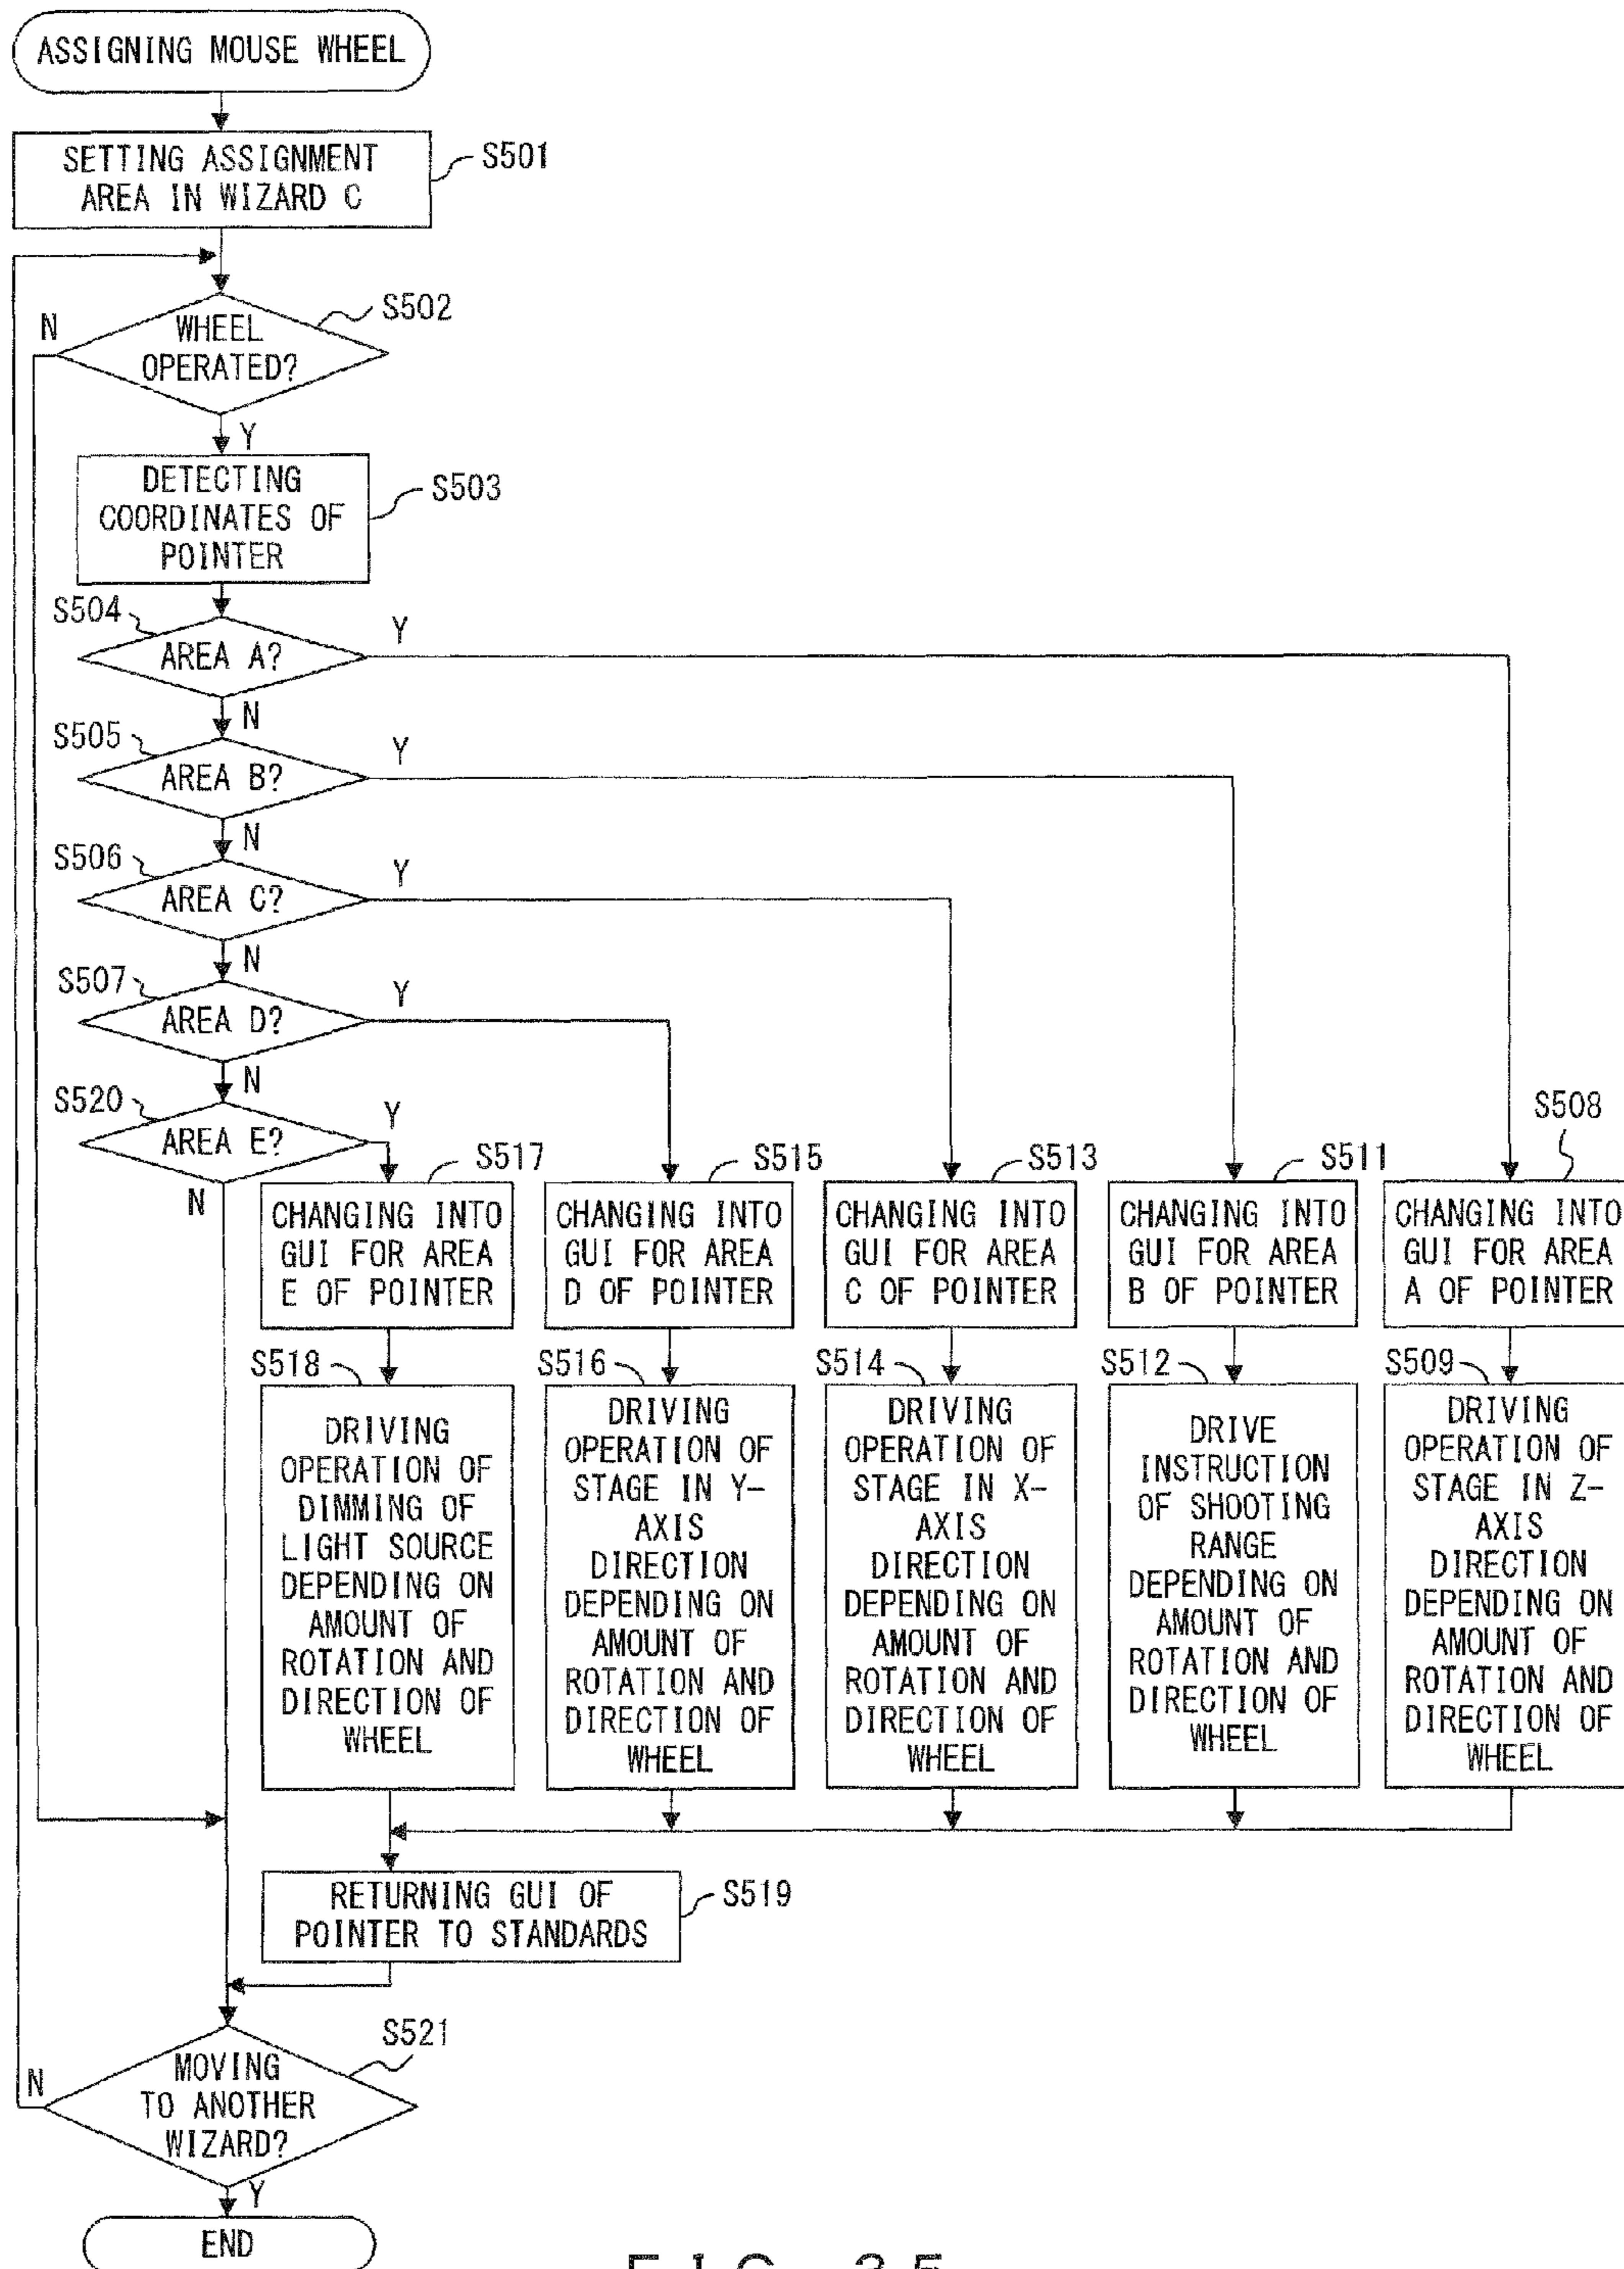 ASSIGNING MOUSE WHEEL
SETTING ASSIGNMENT
AREA IN WIZARD C
S501
S502
N
WHEEL
OPERATED?
Y
DETECTING
COORDINATES OF
POINTER
S503
S504
AREA A?
Y
N
S505
AREA B?
Y
N
S506
AREA C?
Y
N
S507
AREA D?
Y
N
S520
AREA E?
Y
N
S517
CHANGING INTO
GUI FOR AREA
E OF POINTER
S515
CHANGING INTO
GUI FOR AREA
D OF POINTER
S513
CHANGING INTO
GUI FOR AREA
C OF POINTER
S511
CHANGING INTO
GUI FOR AREA
B OF POINTER
S508
CHANGING INTO
GUI FOR AREA
A OF POINTER
S518
DRIVING
OPERATION OF
DIMMING OF
LIGHT SOURCE
DEPENDING ON
AMOUNT OF
ROTATION AND
DIRECTION OF
WHEEL
S516
DRIVING
OPERATION OF
STAGE IN Y-
AXIS
DIRECTION
DEPENDING ON
AMOUNT OF
ROTATION AND
DIRECTION OF
WHEEL
S514
DRIVING
OPERATION OF
STAGE IN X-
AXIS
DIRECTION
DEPENDING ON
AMOUNT OF
ROTATION AND
DIRECTION OF
WHEEL
S512
DRIVE
INSTRUCTION
OF SHOOTING
RANGE
DEPENDING ON
AMOUNT OF
ROTATION AND
DIRECTION OF
WHEEL
S509
DRIVING
OPERATION OF
STAGE IN Z-
AXIS
DIRECTION
DEPENDING ON
AMOUNT OF
ROTATION AND
DIRECTION OF
WHEEL
RETURNING GUI OF
POINTER TO STANDARDS
S519
S521
MOVING
TO ANOTHER
WIZARD?
N
Y
END
FIG. 35